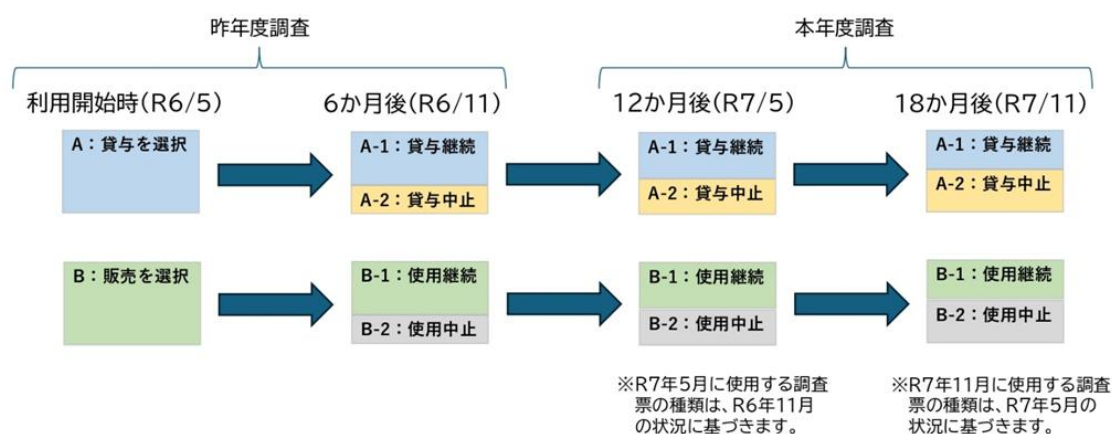 昨年度調査
本年度調査
利用開始時(R6/5)
6か月後(R6/11)
12か月後(R7/5)
18か月後(R7/11)
A：貸与を選択
A-1：貸与継続
A-2：貸与中止
A-1：貸与継続
A-2：貸与中止
A-1：貸与継続
A-2：貸与中止
B：販売を選択
B-1：使用継続
B-2：使用中止
B-1：使用継続
B-2：使用中止
B-1：使用継続
B-2：使用中止
※R7年5月に使用する調査
票の種類は、R6年11月
の状況に基づきます。
※R7年11月に使用する調査
票の種類は、R7年5月の
状況に基づきます。